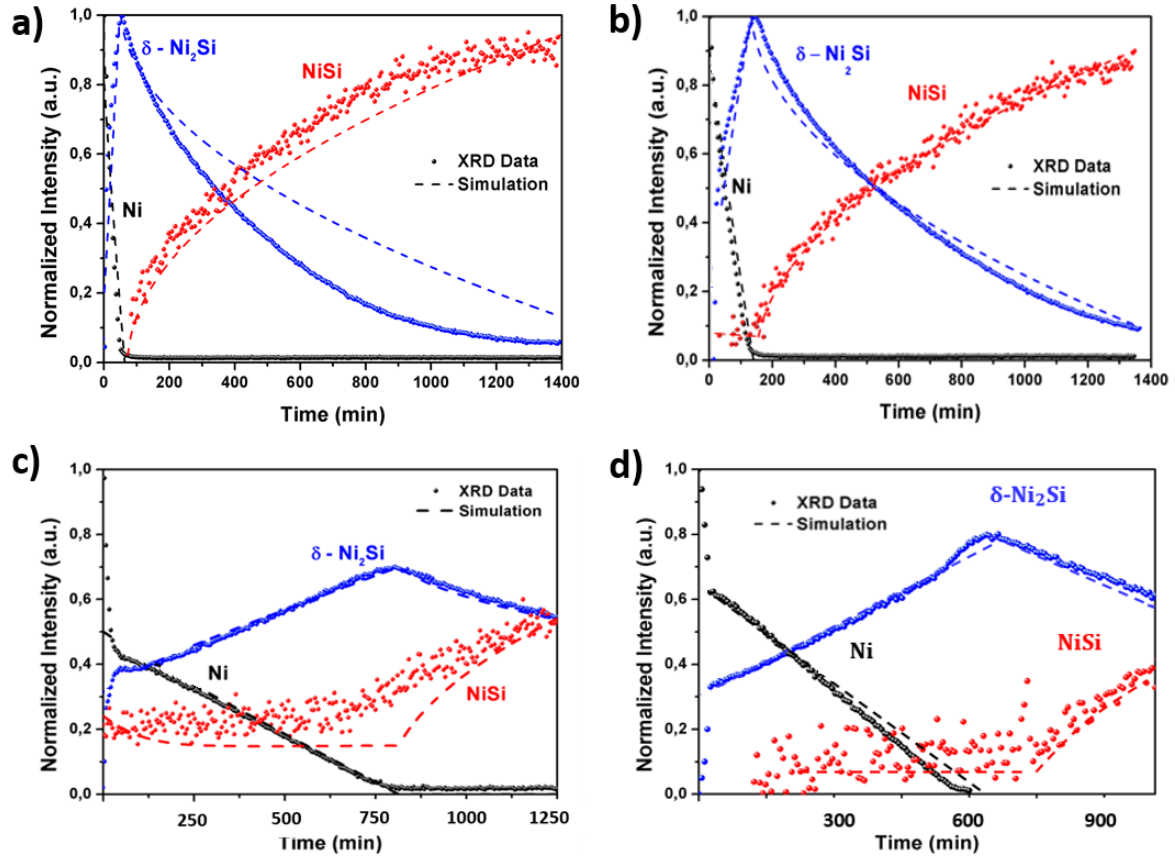 a)
1,0
0,8
0,6
0,4
0,2
0,0
Normalized Intensity (a.u.)
δ - Ni₂Si
NiSi
Ni
XRD Data
Simulation
0 200 400 600 800 1000 1200 1400
Time (min)
b)
1,0
0,8
0,6
0,4
0,2
0,0
Normalized Intensity (a.u.)
δ – Ni₂Si
NiSi
Ni
XRD Data
Simulation
0 200 400 600 800 1000 1200 1400
Time (min)
c)
1,0
0,8
0,6
0,4
0,2
0,0
Normalized Intensity (a.u.)
XRD Data
Simulation
δ - Ni₂Si
Ni
NiSi
250 500 750 1000 1250
Time (min)
d)
1,0
0,8
0,6
0,4
0,2
0,0
Normalized Intensity (a.u.)
δ-Ni₂Si
XRD Data
Simulation
Ni
NiSi
300 600 900
Time (min)